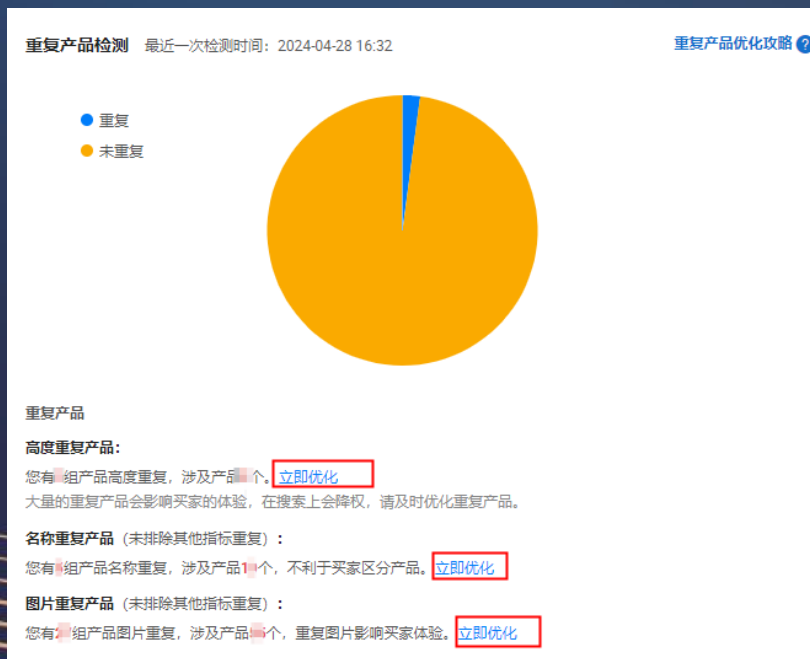 重复产品检测 最近一次检测时间：2024-04-28 16:32 重复产品优化攻略 ?
重复
未重复
重复产品
高度重复产品：
您有 组产品高度重复，涉及产品 个。立即优化
大量的重复产品会影响买家的体验，在搜索上会降权，请及时优化重复产品。
名称重复产品（未排除其他指标重复）：
您有 组产品名称重复，涉及产品1 个，不利于买家区分产品。立即优化
图片重复产品（未排除其他指标重复）：
您有2 组产品图片重复，涉及产品 个，重复图片影响买家体验。立即优化